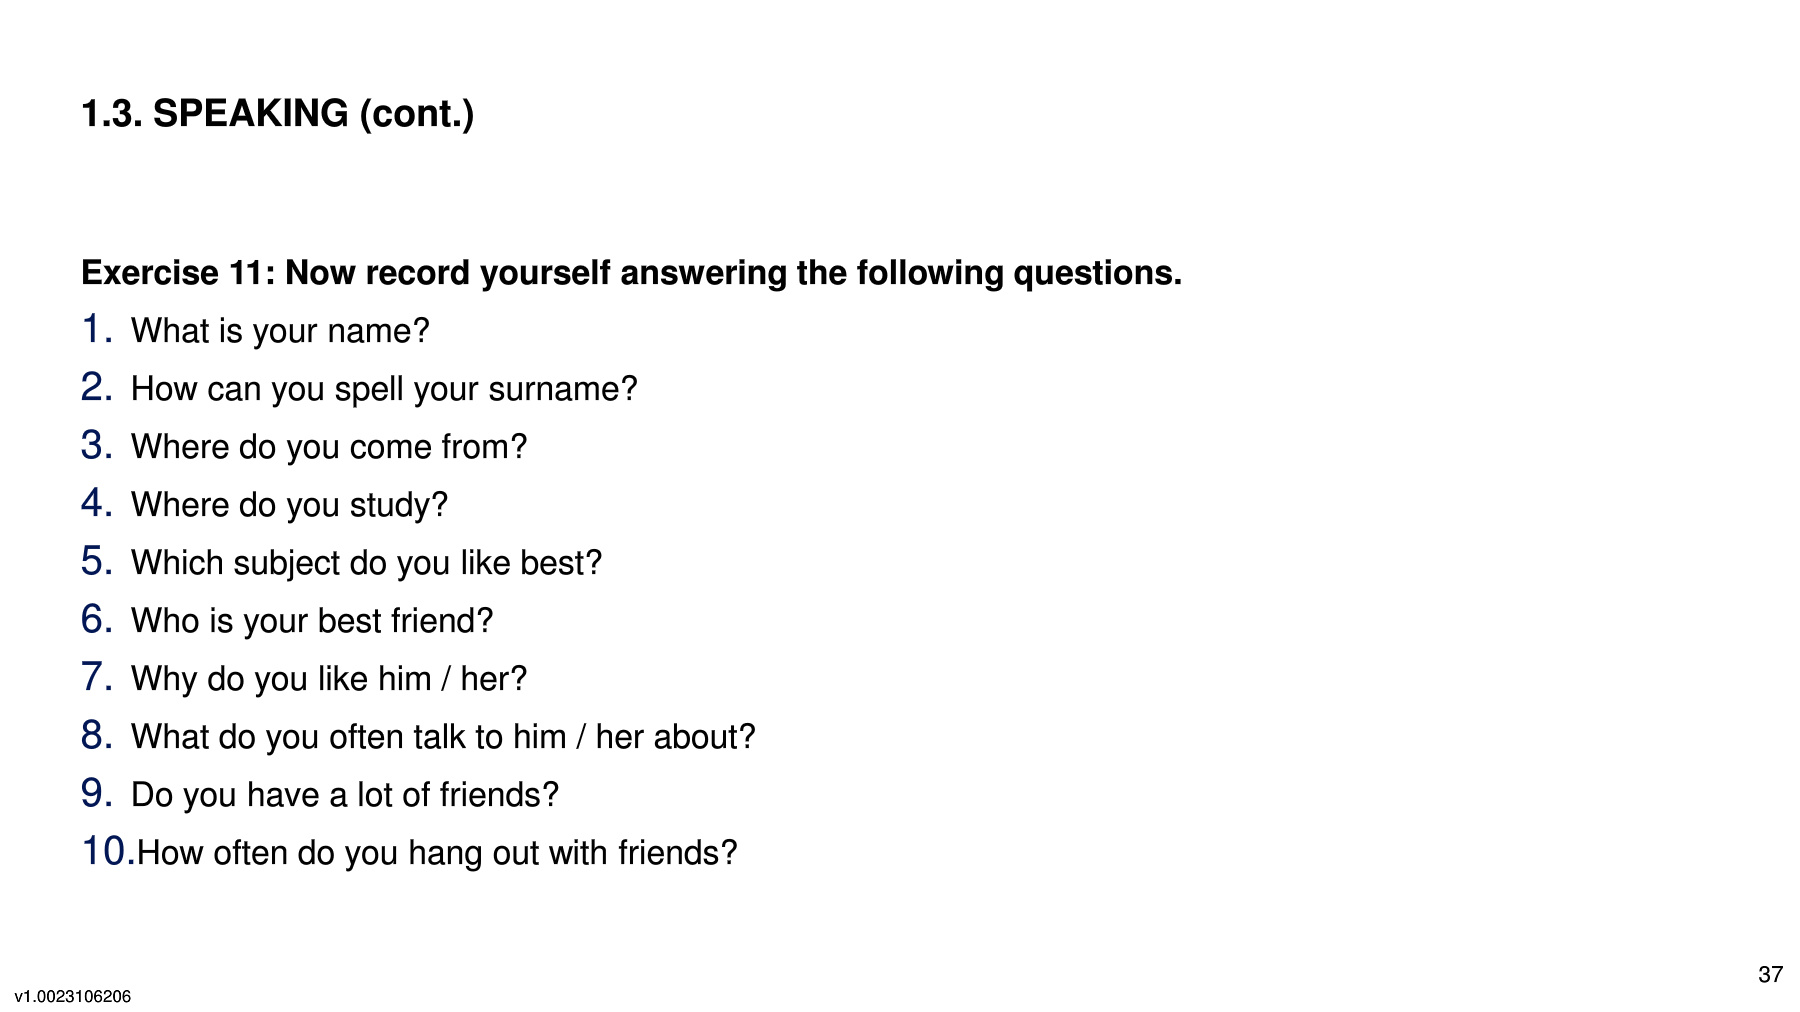 1.3. SPEAKING (cont.)
Exercise 11: Now record yourself answering the following questions.
1. What is your name?
2. How can you spell your surname?
3. Where do you come from?
4. Where do you study?
5. Which subject do you like best?
6. Who is your best friend?
7. Why do you like him / her?
8. What do you often talk to him / her about?
9. Do you have a lot of friends?
10.How often do you hang out with friends?
37
v1.0023106206